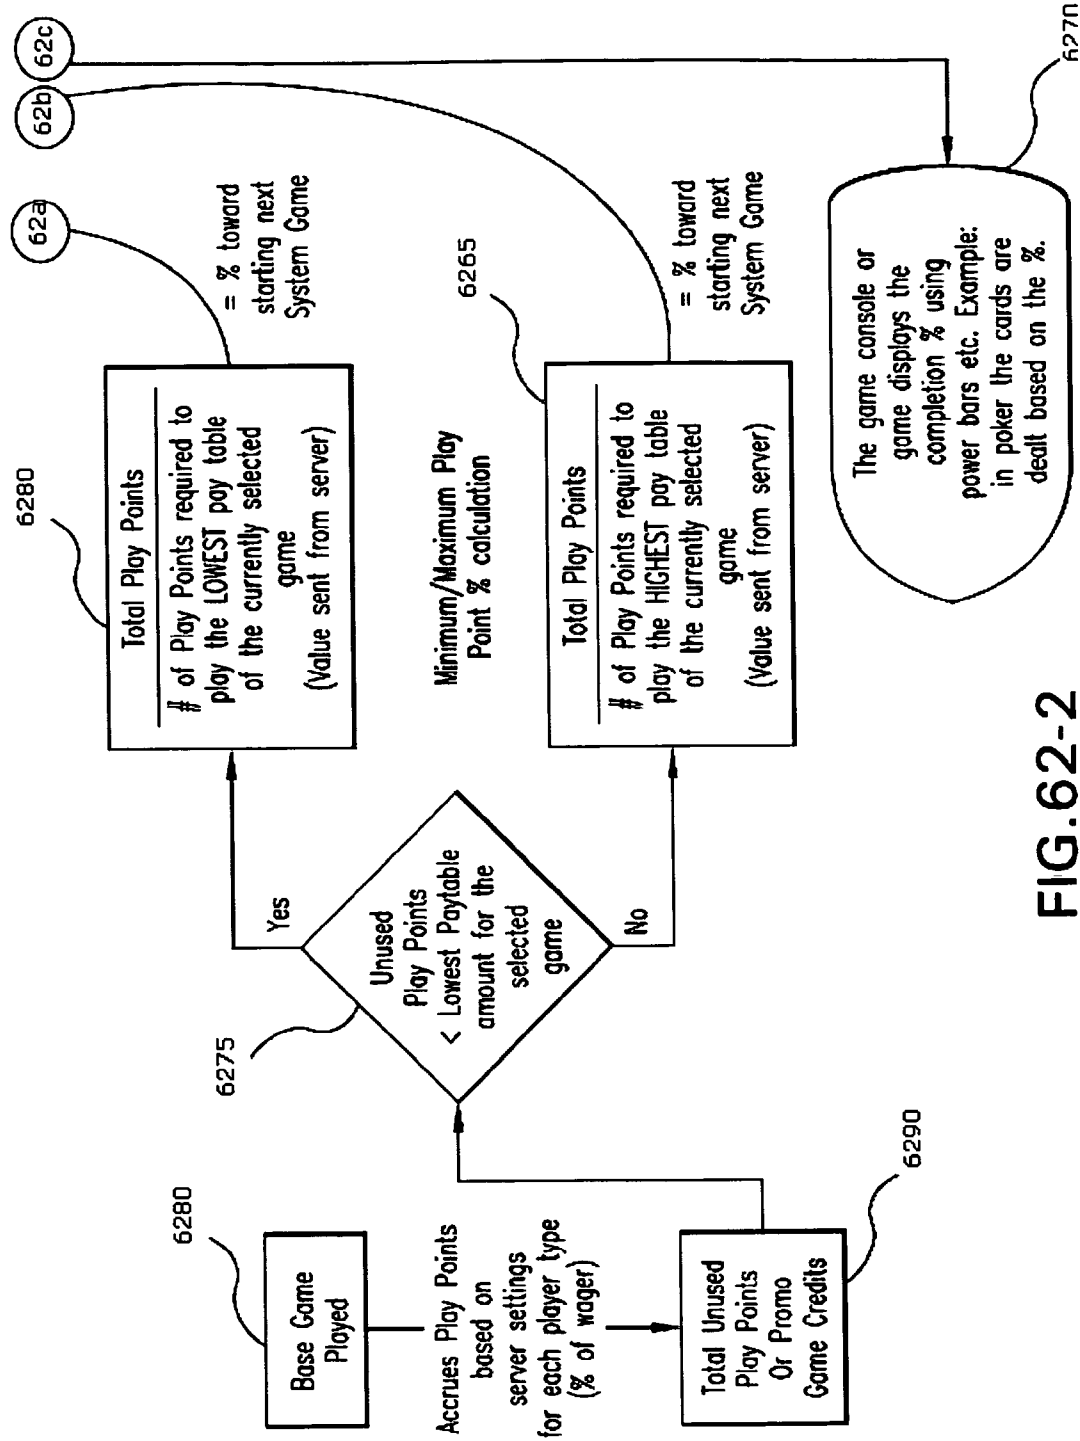 62a
62b
62c
6280
Base Game
Played
Accrues Play Points
based on
server settings
for each player type
(% of wager)
Total Unused
Play Points
Or Promo
Game Credits
6290
6275
Unused
Play Points
< Lowest Paytable
amount for the
selected
game
Yes
No
6280
Total Play Points
# of Play Points required to
play the LOWEST pay table
of the currently selected
game
(Value sent from server)
= % toward
starting next
System Game
Minimum/Maximum Play
Point % calculation
6265
Total Play Points
# of Play Points required to
play the HIGHEST pay table
of the currently selected
game
(Value sent from server)
= % toward
starting next
System Game
The game console or
game displays the
completion % using
power bars etc. Example:
in poker the cards are
dealt based on the %.
6270
FIG.62-2